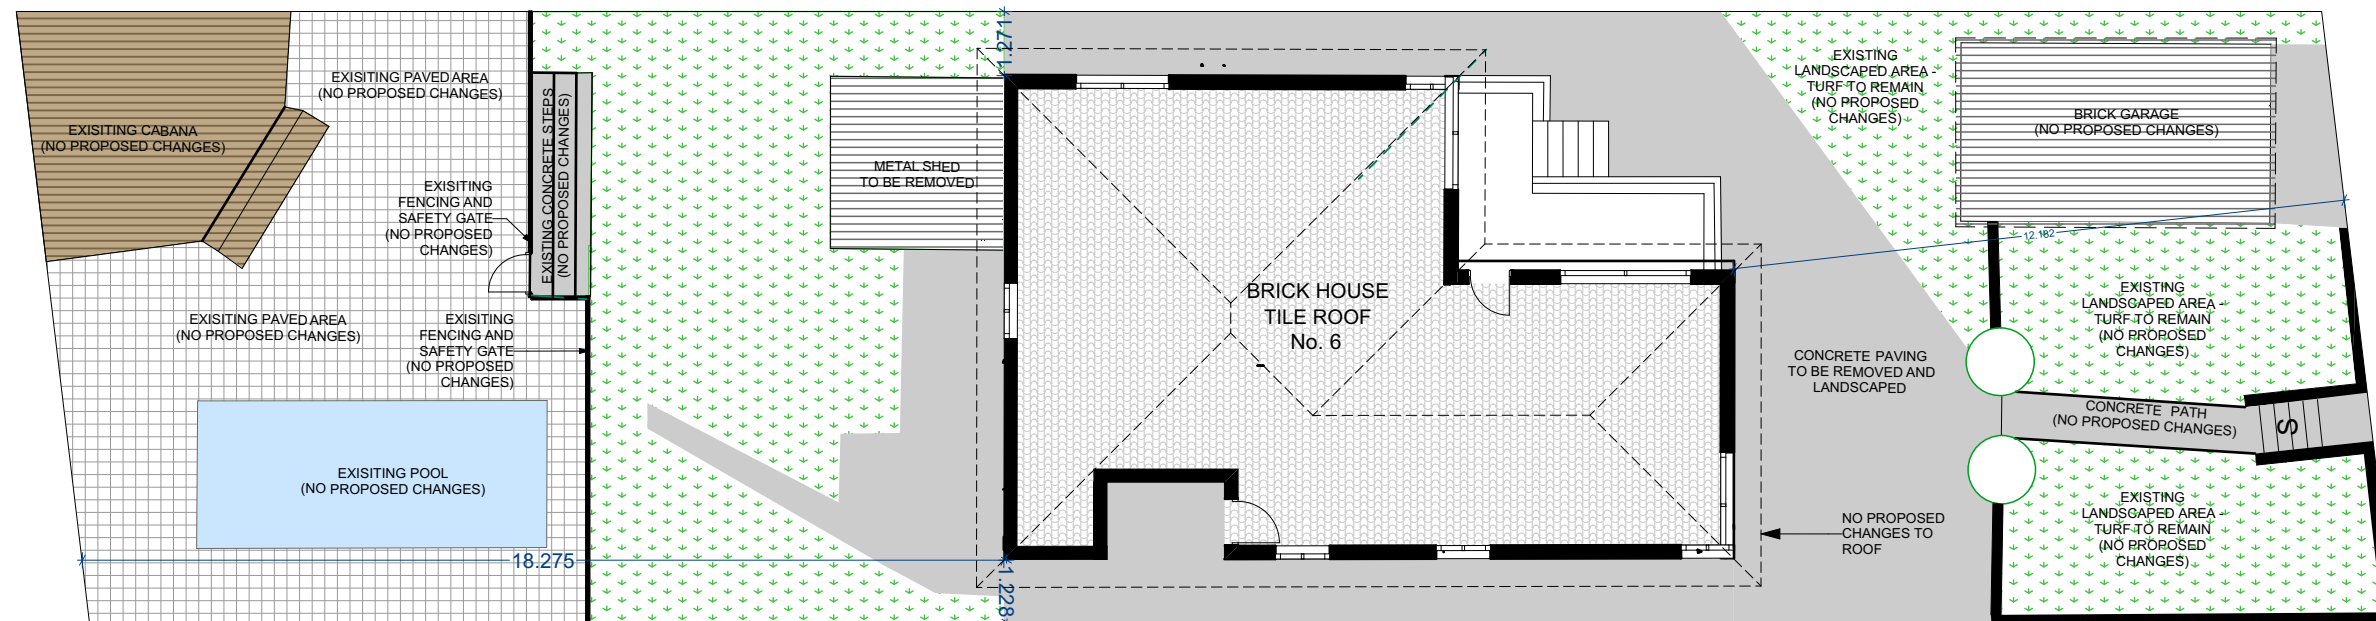 EXISITING PAVED AREA
(NO PROPOSED CHANGES)
EXISITING CABANA
(NO PROPOSED CHANGES)
EXISITING
FENCING AND
SAFETY GATE
(NO PROPOSED
CHANGES)
EXISTING CONCRETE STEPS
(NO PROPOSED CHANGES)
EXISITING PAVED AREA
(NO PROPOSED CHANGES)
EXISITING
FENCING AND
SAFETY GATE
(NO PROPOSED
CHANGES)
EXISITING POOL
(NO PROPOSED CHANGES)
18.275
METAL SHED
TO BE REMOVED
1.271
BRICK HOUSE
TILE ROOF
No. 6
1.228
EXISTING
LANDSCAPED AREA -
TURF TO REMAIN
(NO PROPOSED
CHANGES)
BRICK GARAGE
(NO PROPOSED CHANGES)
12.182
EXISTING
LANDSCAPED AREA -
TURF TO REMAIN
(NO PROPOSED
CHANGES)
CONCRETE PAVING
TO BE REMOVED AND
LANDSCAPED
CONCRETE PATH
(NO PROPOSED CHANGES)
S
NO PROPOSED
CHANGES TO
ROOF
EXISTING
LANDSCAPED AREA -
TURF TO REMAIN
(NO PROPOSED
CHANGES)